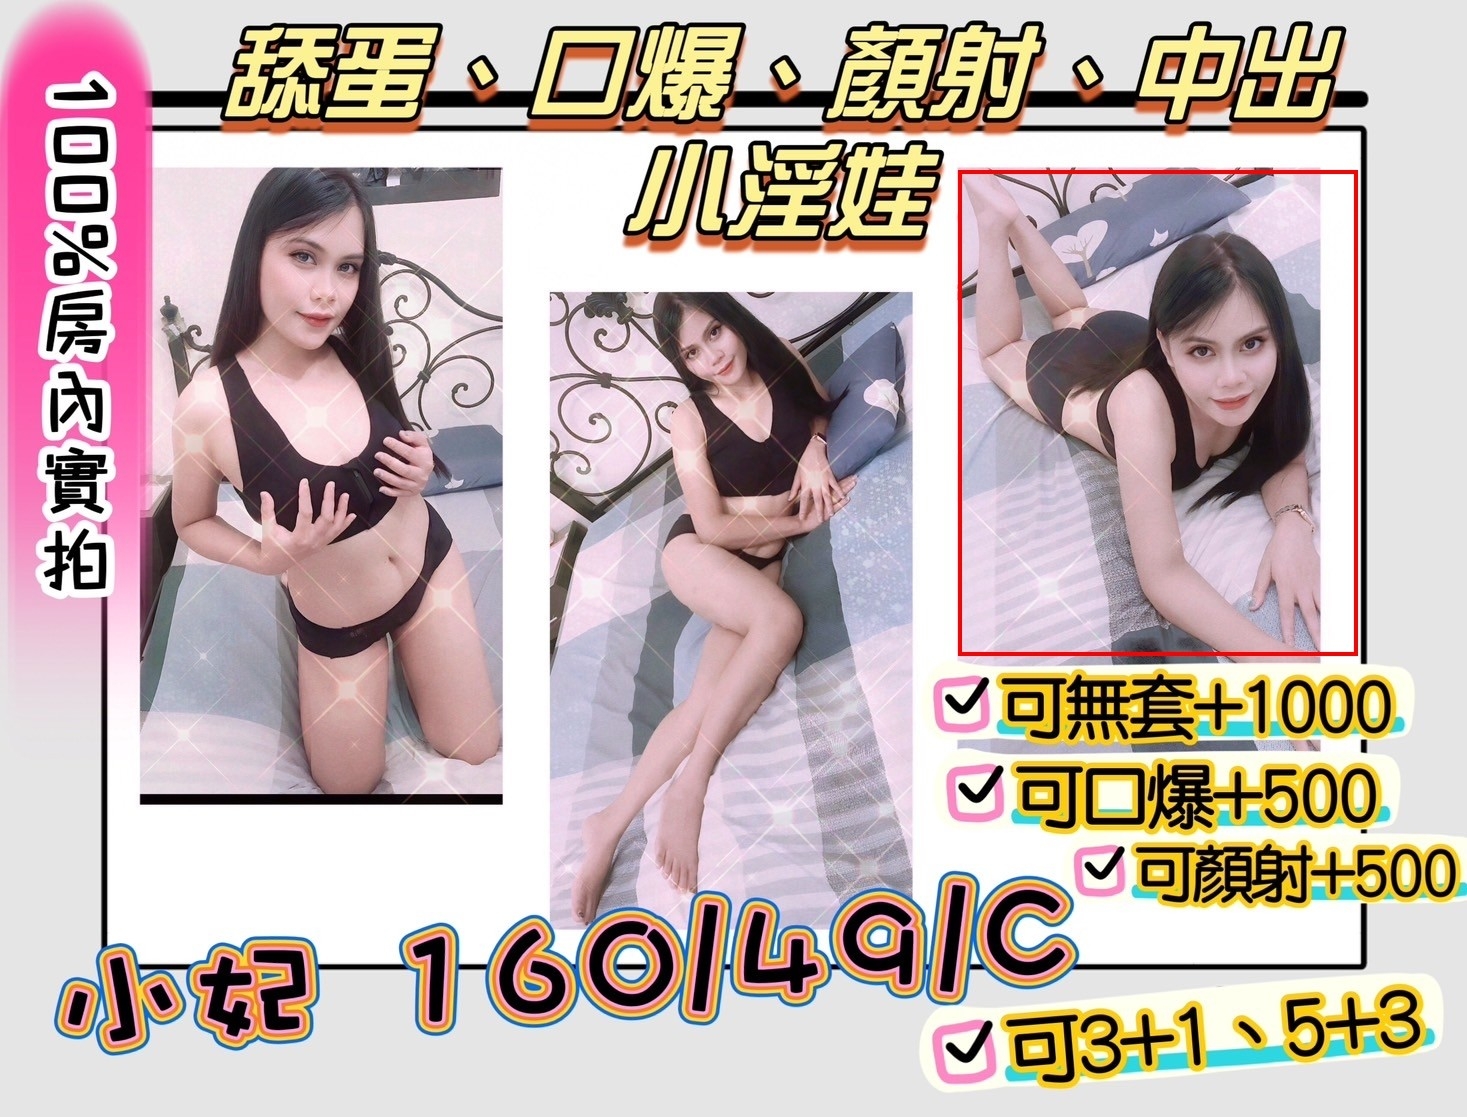 舔蛋、口爆、顏射、中出
小淫娃
100%房內實拍
可無套+1000
可口爆+500
可顏射+500
小妃 160/49/C
可3+1、5+3